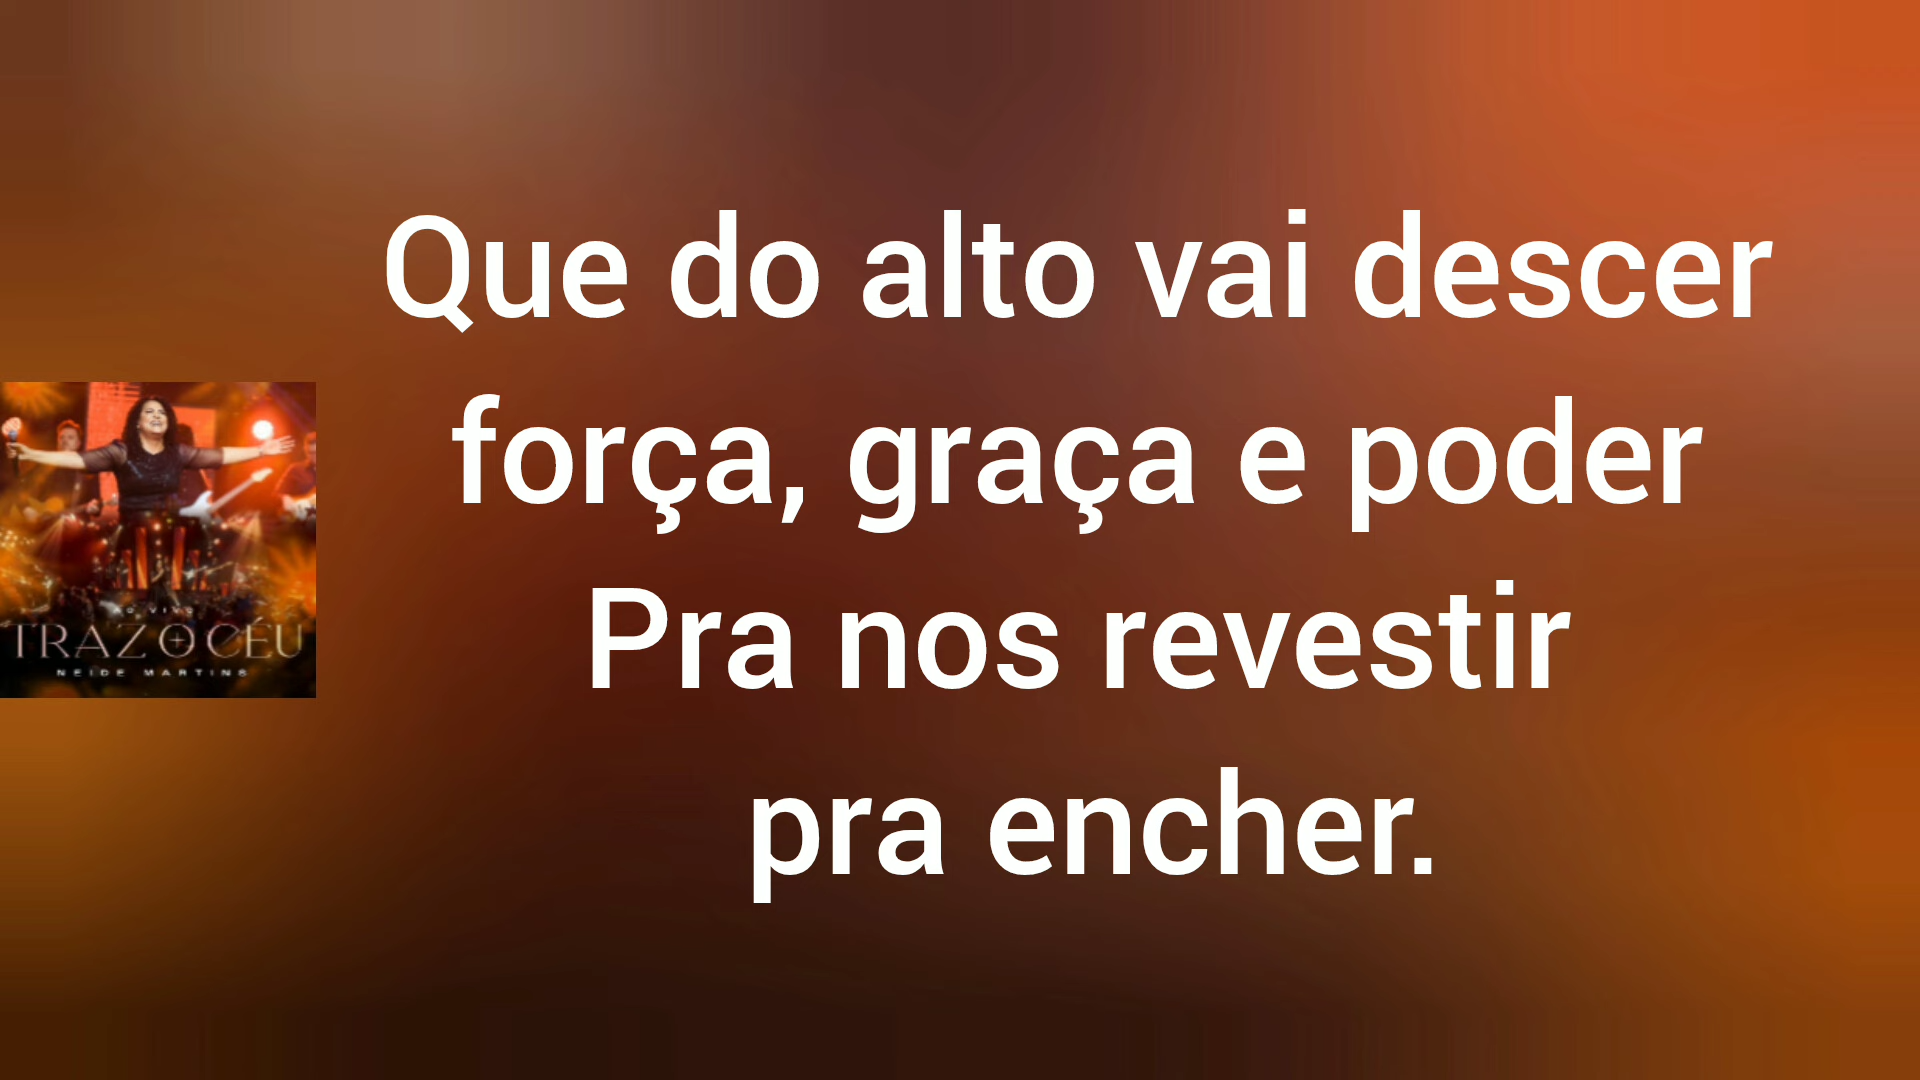 Que do alto vai descer
força, graça e poder
Pra nos revestir
pra encher.
AO VIVO
TRAZ O CÉU
NEIDE MARTINS